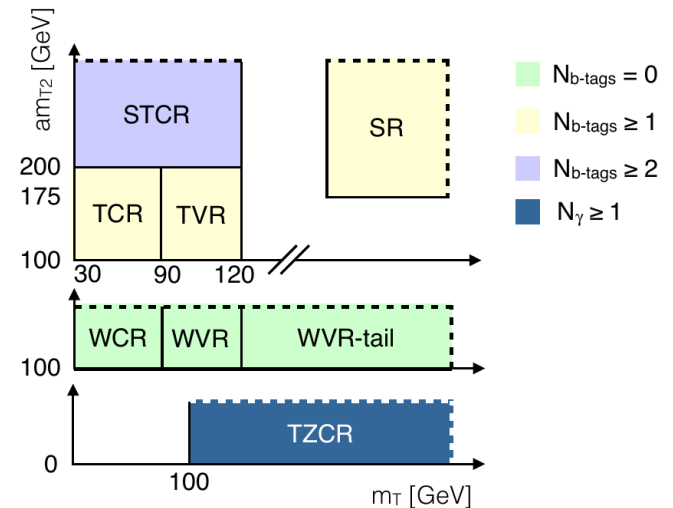 amT2 [GeV]
STCR
SR
200
175
TCR
TVR
100
30
90
120
Nb-tags = 0
Nb-tags ≥ 1
Nb-tags ≥ 2
Nγ ≥ 1
WCR
WVR
WVR-tail
100
TZCR
0
100
mT [GeV]